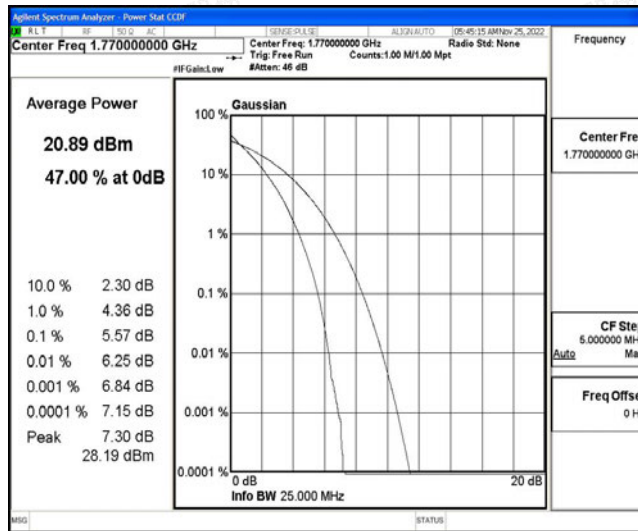 Agilent Spectrum Analyzer - Power Stat CCDF
R L T RF 50 Ω AC SENSE:PULSE ALIGN AUTO 05:45:15 AM Nov 25, 2022
Center Freq 1.770000000 GHz
Center Freq: 1.770000000 GHz Radio Std: None
Trig: Free Run Counts:1.00 M/1.00 Mpt
#IFGain:Low #Atten: 46 dB
Frequency
Average Power
20.89 dBm
47.00 % at 0dB
10.0 % 2.30 dB
1.0 % 4.36 dB
0.1 % 5.57 dB
0.01 % 6.25 dB
0.001 % 6.84 dB
0.0001 % 7.15 dB
Peak 7.30 dB
28.19 dBm
Gaussian
100 %
10 %
1 %
0.1 %
0.01 %
0.001 %
0.0001 %
0 dB 20 dB
Info BW 25.000 MHz
Center Fre
1.770000000 GH
CF Ste
5.000000 MH
Auto Ma
Freq Offse
0 H
MSG STATUS